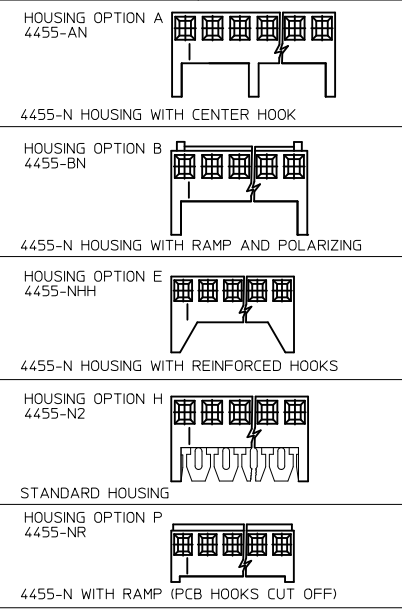 HOUSING OPTION A
4455-AN
4455-N HOUSING WITH CENTER HOOK
HOUSING OPTION B
4455-BN
4455-N HOUSING WITH RAMP AND POLARIZING
HOUSING OPTION E
4455-NHH
4455-N HOUSING WITH REINFORCED HOOKS
HOUSING OPTION H
4455-N2
STANDARD HOUSING
HOUSING OPTION P
4455-NR
4455-N WITH RAMP (PCB HOOKS CUT OFF)